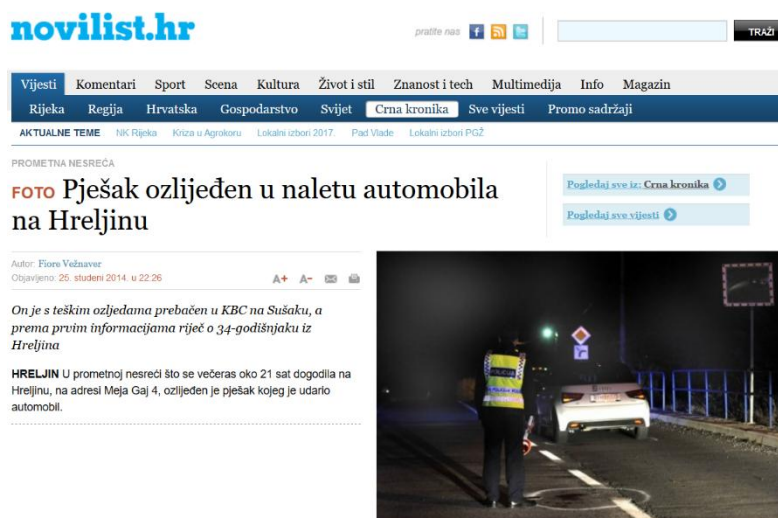 novilist.hr
pratite nas
TRAŽI
Vijesti Komentari Sport Scena Kultura Život i stil Znanost i tech Multimedija Info Magazin
Rijeka Regija Hrvatska Gospodarstvo Svijet Crna kronika Sve vijesti Promo sadržaji
AKTUALNE TEME NK Rijeka Kriza u Agrokoru Lokalni izbori 2017. Pad Vlade Lokalni izbori PGŽ
PROMETNA NESREĆA
FOTO Pješak ozlijeđen u naletu automobila
na Hreljinu
Pogledaj sve iz: Crna kronika
Pogledaj sve vijesti
Autor: Fiore Vežnaver
Objavljeno: 25. studeni 2014. u 22:26
A+ A-
On je s teškim ozljedama prebačen u KBC na Sušaku, a
prema prvim informacijama riječ o 34-godišnjaku iz
Hreljina
HRELJIN U prometnoj nesreći što se večeras oko 21 sat dogodila na
Hreljinu, na adresi Meja Gaj 4, ozlijeđen je pješak kojeg je udario
automobil.
POLICIJA